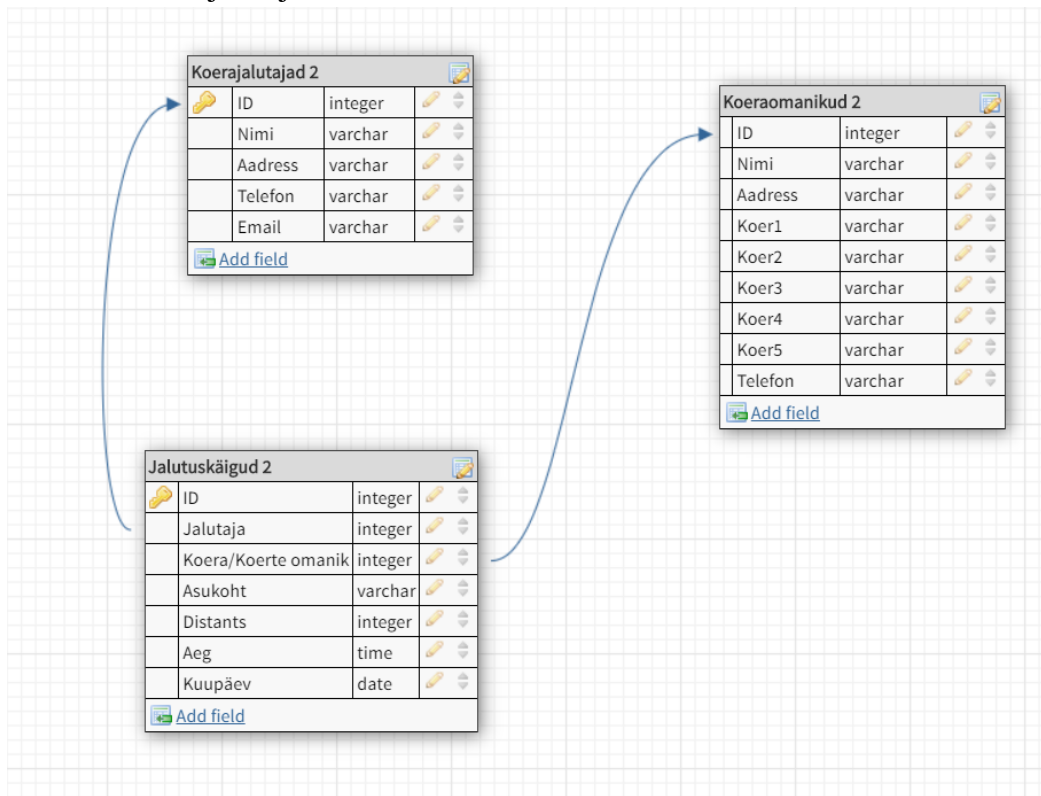 Koerajalutajad 2
ID integer
Nimi varchar
Aadress varchar
Telefon varchar
Email varchar
Add field
Koeraomanikud 2
ID integer
Nimi varchar
Aadress varchar
Koer1 varchar
Koer2 varchar
Koer3 varchar
Koer4 varchar
Koer5 varchar
Telefon varchar
Add field
Jalutuskäigud 2
ID integer
Jalutaja integer
Koera/Koerte omanik integer
Asukoht varchar
Distants integer
Aeg time
Kuupäev date
Add field